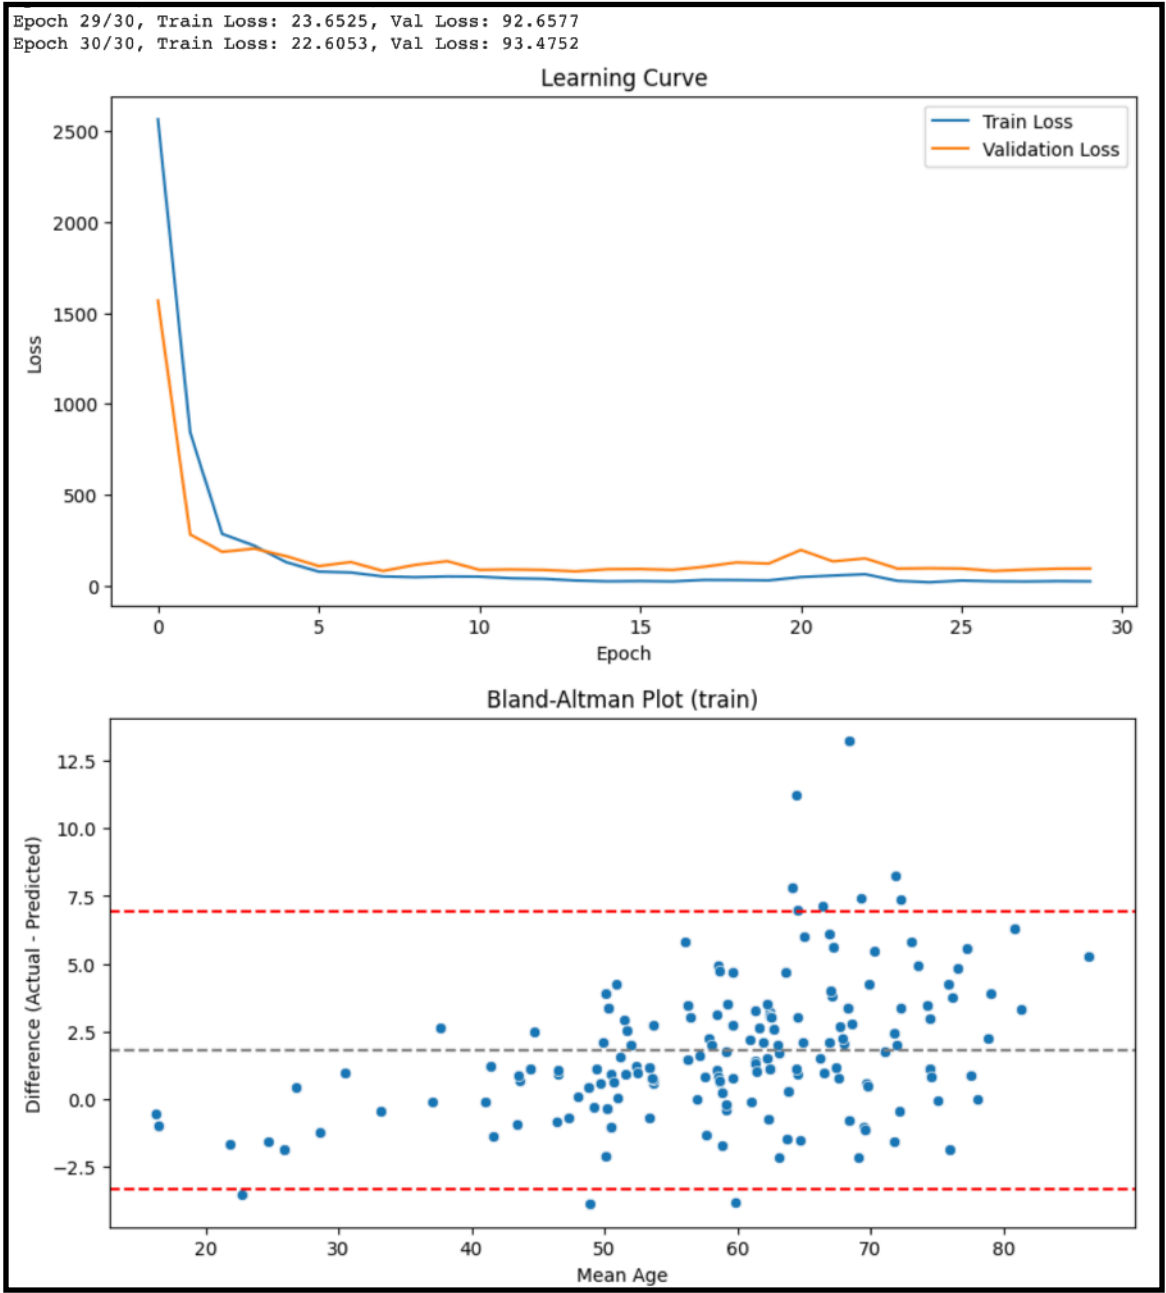 Epoch 29/30, Train Loss: 23.6525, Val Loss: 92.6577
Epoch 30/30, Train Loss: 22.6053, Val Loss: 93.4752
Learning Curve
Train Loss
Validation Loss
2500
2000
1500
1000
500
0
Loss
0 5 10 15 20 25 30
Epoch
Bland-Altman Plot (train)
12.5
10.0
7.5
5.0
2.5
0.0
−2.5
Difference (Actual - Predicted)
20 30 40 50 60 70 80
Mean Age